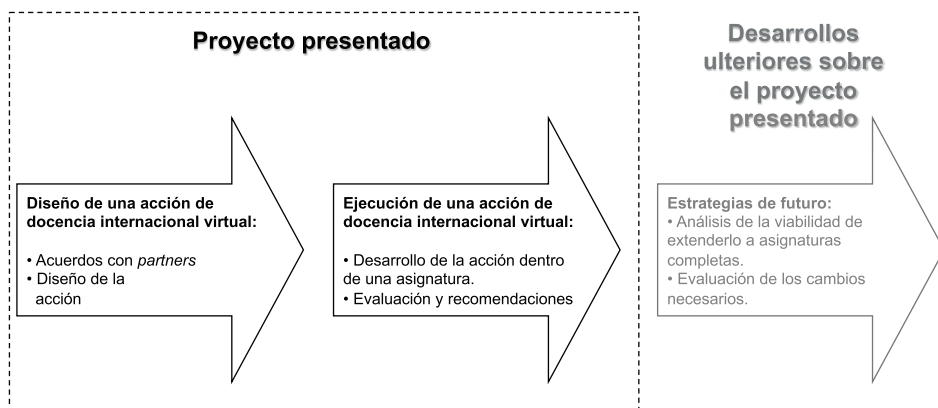 Proyecto presentado
Desarrollos
ulteriores sobre
el proyecto
presentado
Diseño de una acción de
docencia internacional virtual:
• Acuerdos con partners
• Diseño de la
acción
Ejecución de una acción de
docencia internacional virtual:
• Desarrollo de la acción dentro
de una asignatura.
• Evaluación y recomendaciones
Estrategias de futuro:
• Análisis de la viabilidad de
extenderlo a asignaturas
completas.
• Evaluación de los cambios
necesarios.